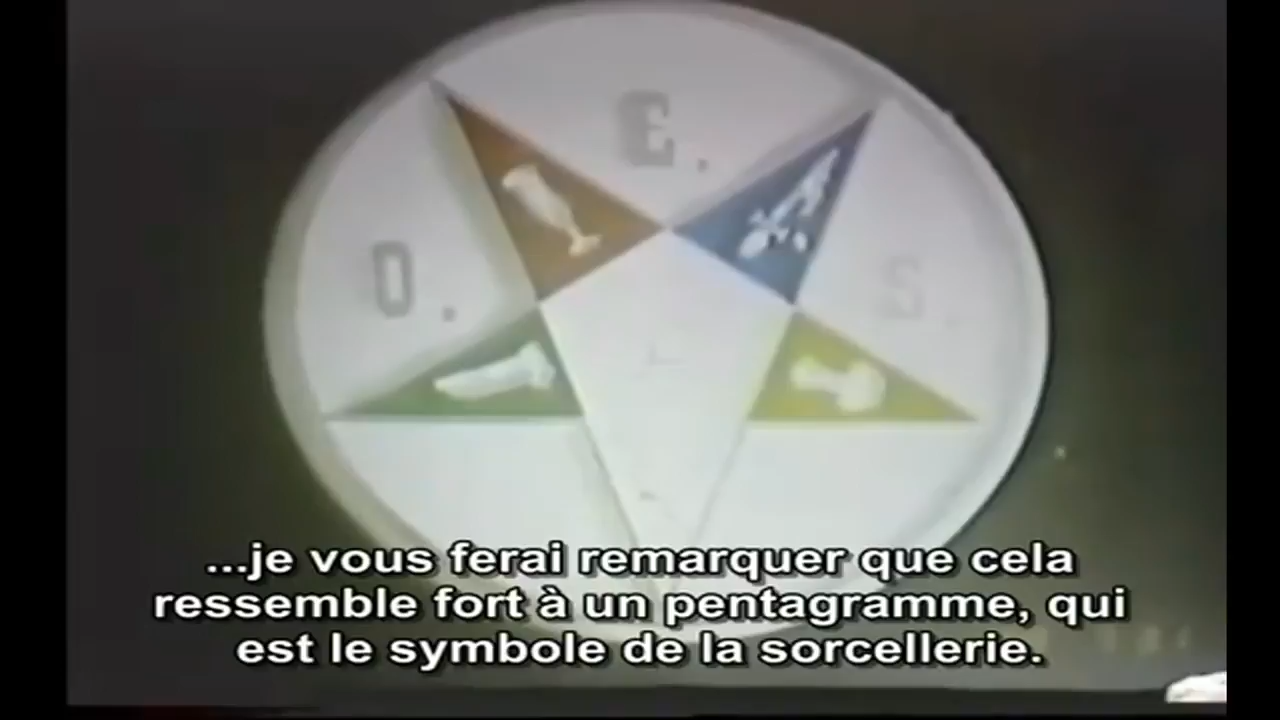 E.
O.
S.
...je vous ferai remarquer que cela
ressemble fort à un pentagramme, qui
est le symbole de la sorcellerie.